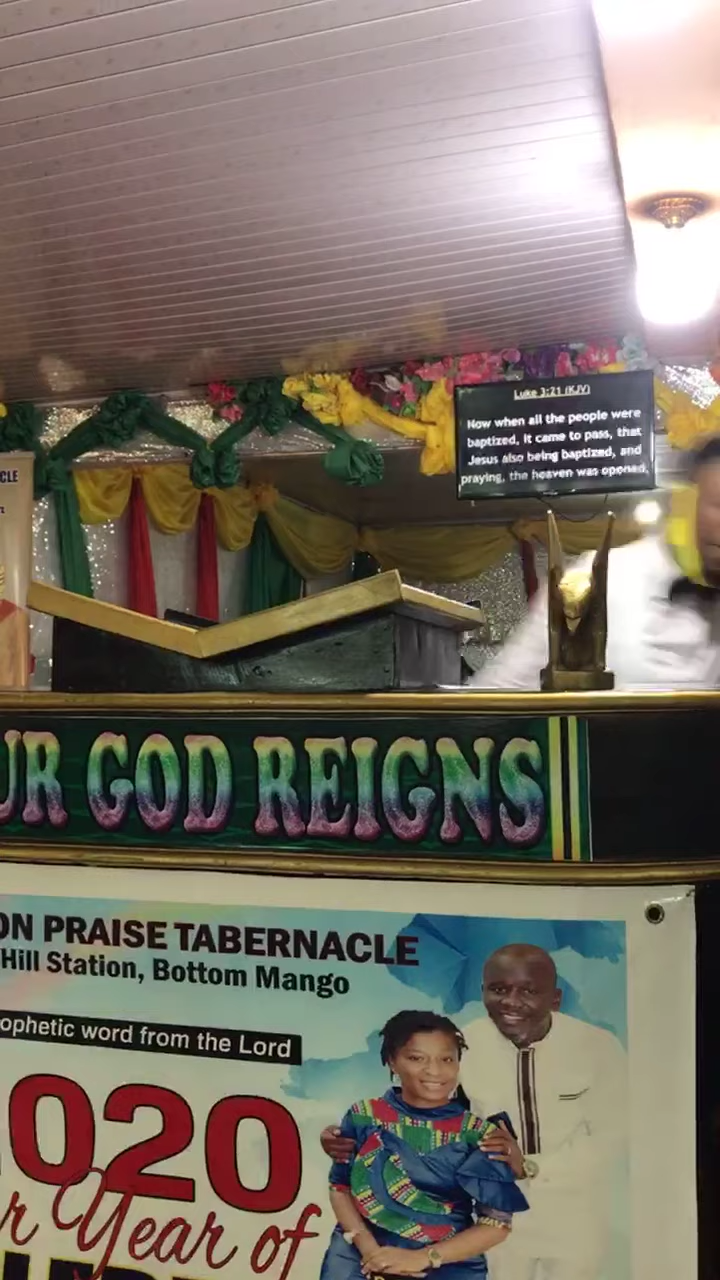 Luke 3:21 (KJV)
Now when all the people were
baptized, it came to pass, that
Jesus also being baptized, and
praying, the heaven was opened,
CLE
UR GOD REIGNS
ON PRAISE TABERNACLE
Hill Station, Bottom Mango
ophetic word from the Lord
2020
r Year of